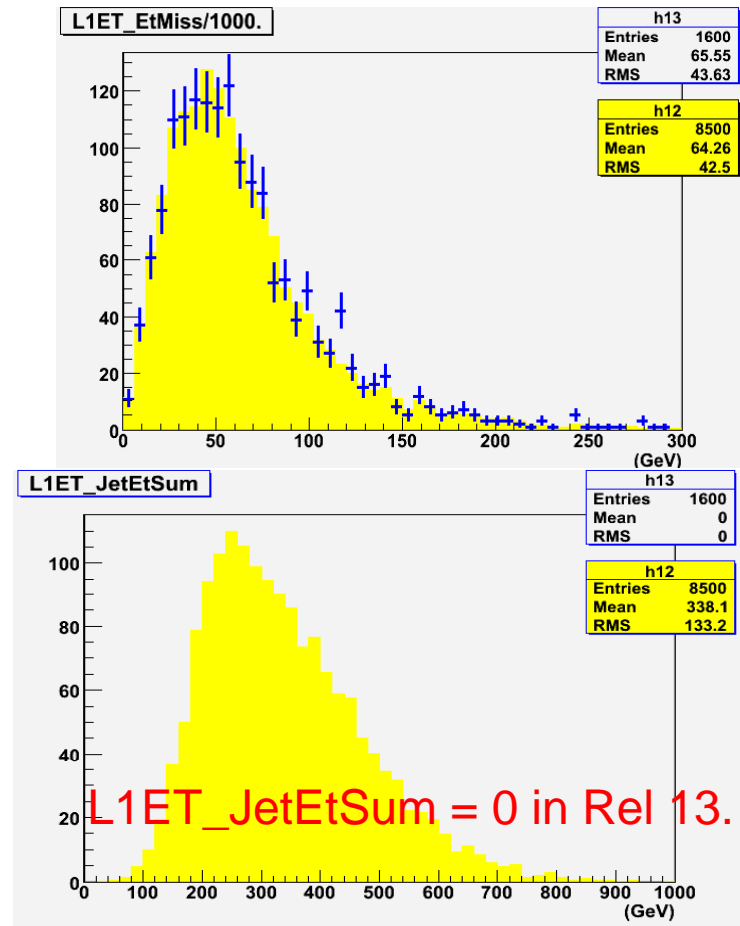 L1ET_EtMiss/1000.
h13
Entries 1600
Mean 65.55
RMS 43.63
h12
Entries 8500
Mean 64.26
RMS 42.5
120
100
80
60
40
20
0
0 50 100 150 200 250 300
(GeV)
L1ET_JetEtSum
h13
Entries 1600
Mean 0
RMS 0
h12
Entries 8500
Mean 338.1
RMS 133.2
100
80
60
40
L1ET_JetEtSum = 0 in Rel 13.
20
0
0 100 200 300 400 500 600 700 800 900 1000
(GeV)